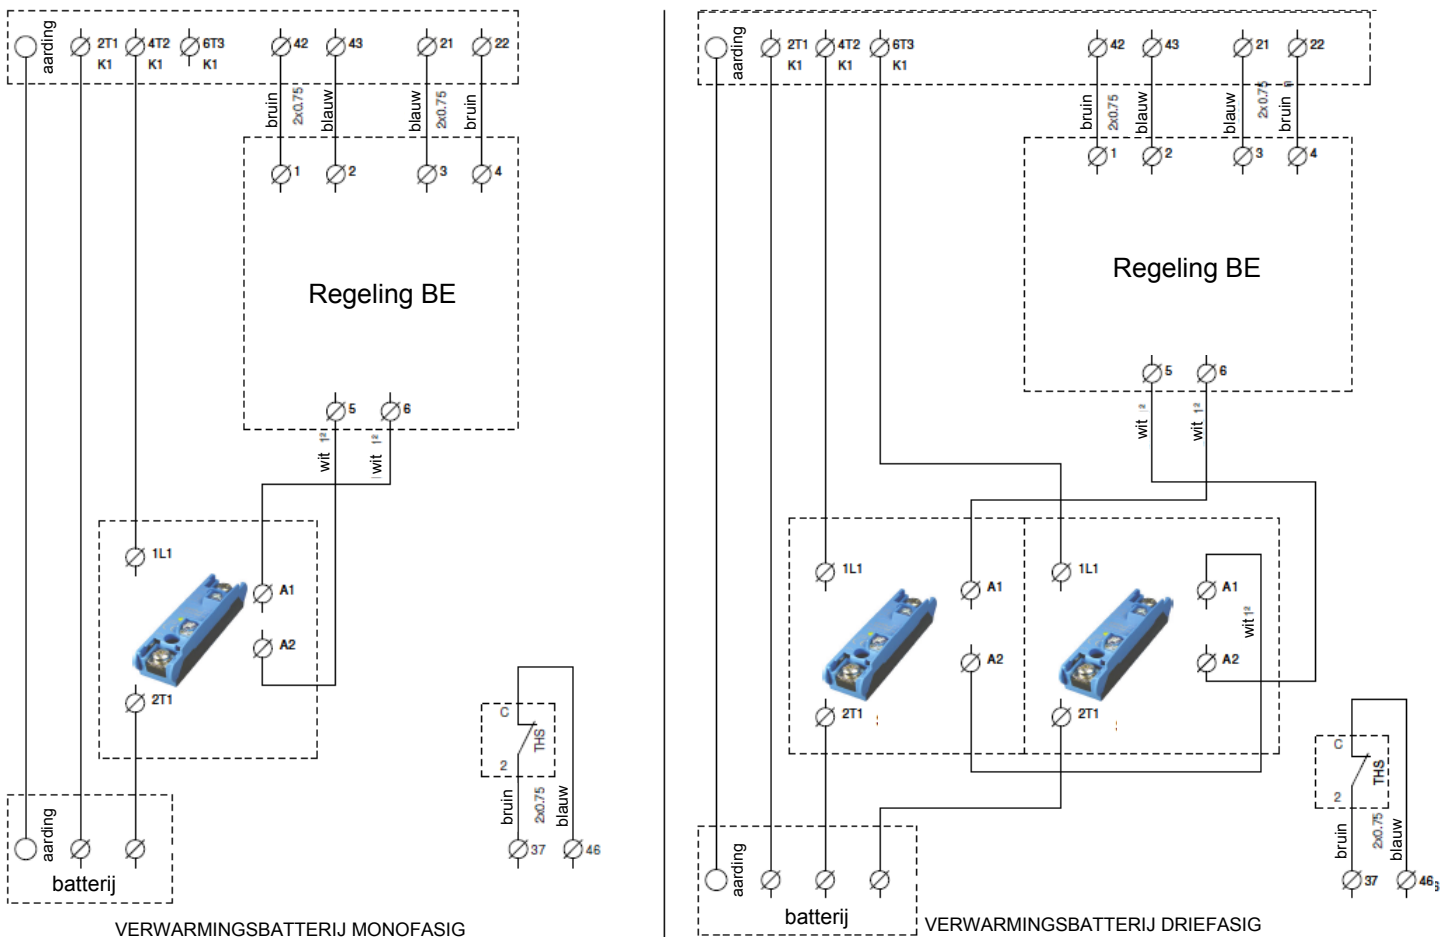 aarding
2T1 4T2 6T3 42 43 21 22
K1 K1 K1
bruin 2x0.75 blauw blauw 2x0.75 bruin
1 2 3 4
Regeling BE
5 6
wit 1² wit 1²
1L1
A1
A2
2T1
C
THS
2
bruin 2x0.75 blauw
37 46
aarding
batterij
VERWARMINGSBATTERIJ MONOFASIG
aarding
2T1 4T2 6T3 42 43 21 22
K1 K1 K1
bruin 2x0.75 blauw blauw 2x0.75 bruin
1 2 3 4
Regeling BE
5 6
wit ² wit 1²
1L1 1L1
A1 A1
wit 1²
A2 A2
2T1 2T1
C
THS
2
bruin 2x0.75 blauw
37 46
aarding
batterij
VERWARMINGSBATTERIJ DRIEFASIG